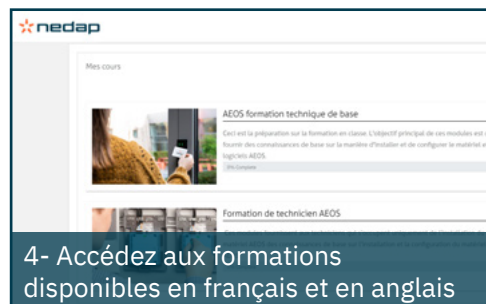 nedap
Mes cours
AEOS formation technique de base
Ceci est la préparation sur la formation en classe. L'objectif principal de ces modules est
fournir des connaissances de base sur la manière d'installer et de configurer le matériel e
logiciels AEOS.
0% Complete
Formation de technicien AEOS
4- Accédez aux formations
disponibles en français et en anglais